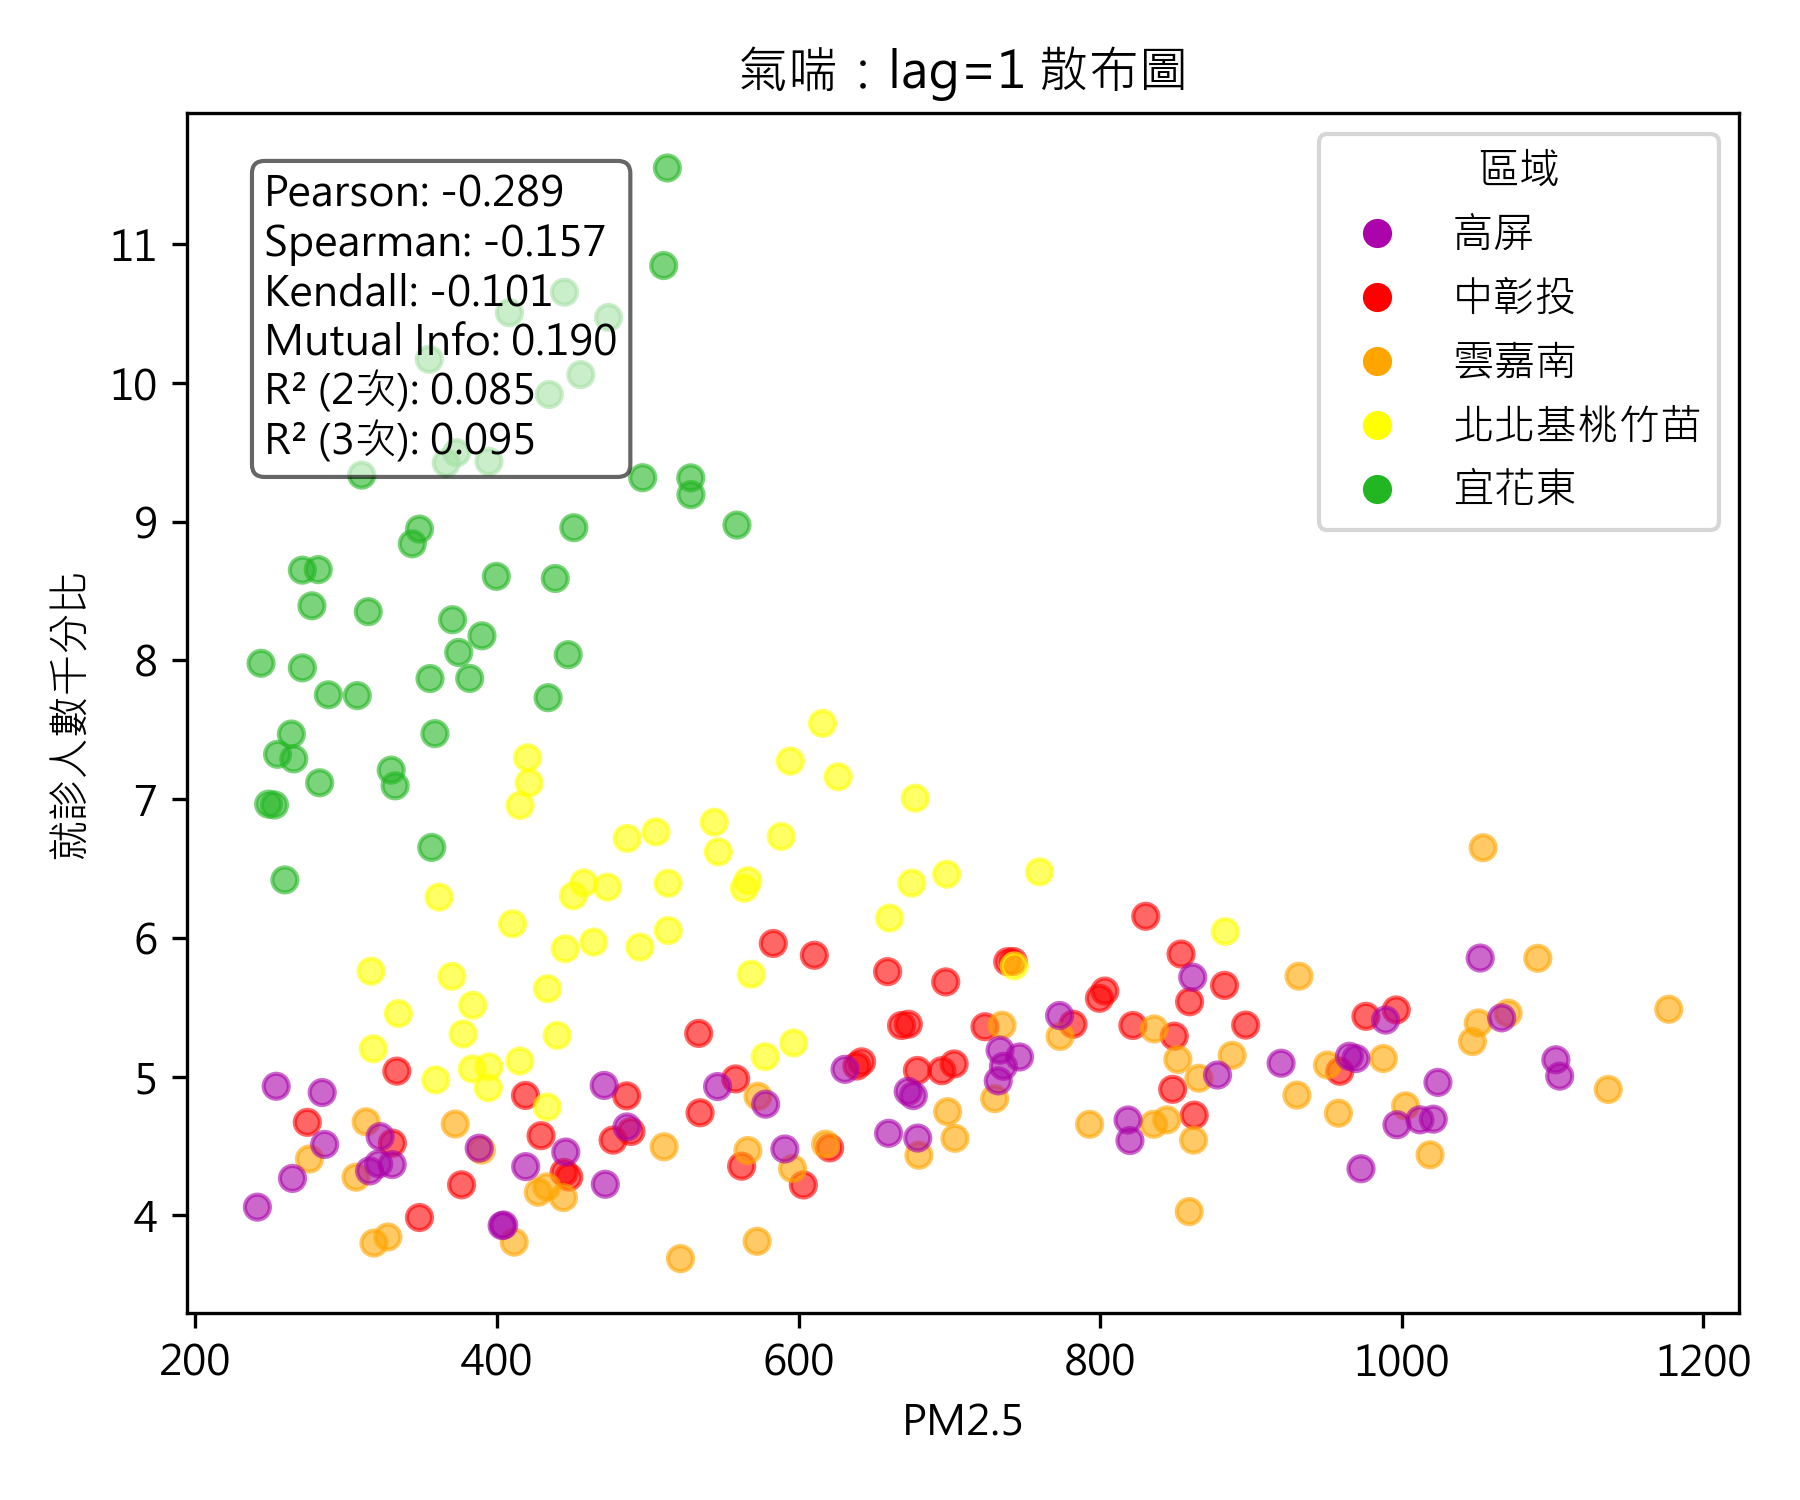 氣喘：lag=1 散布圖
Pearson: -0.289
Spearman: -0.157
Kendall: -0.101
Mutual Info: 0.190
R² (2次): 0.085
R² (3次): 0.095
區域
高屏
中彰投
雲嘉南
北北基桃竹苗
宜花東
就診人數千分比
11
10
9
8
7
6
5
4
200 400 600 800 1000 1200
PM2.5